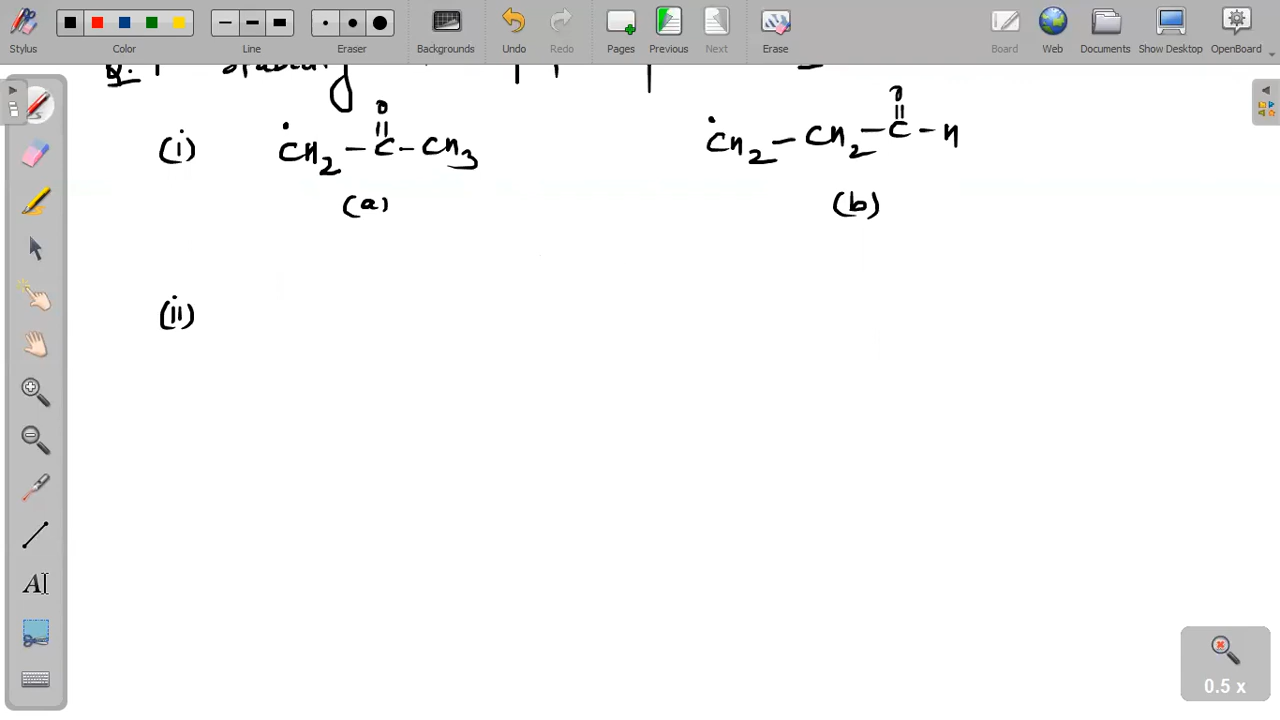 Stylus Color Line Eraser Backgrounds Undo Redo Pages Previous Next Erase Board Web Documents Show Desktop OpenBoard
Q.
O O
(i) ĊH2 – C – CH3 ĊH2 – CH2 – C – H
(a) (b)
(ii)
0.5 x